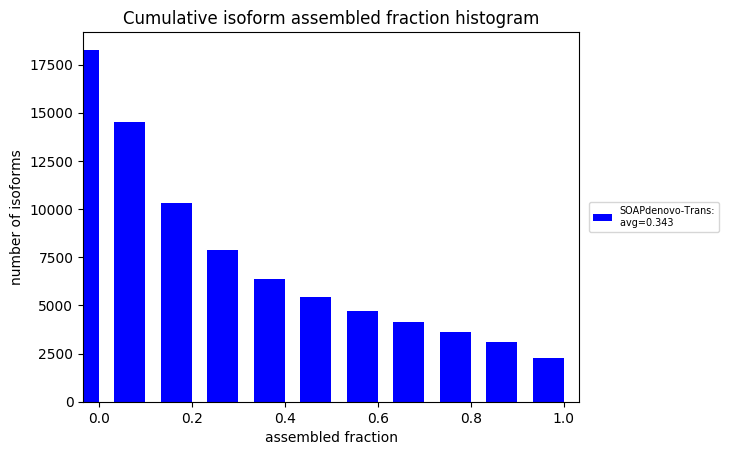 Cumulative isoform assembled fraction histogram
17500
15000
12500
10000
7500
5000
2500
0
number of isoforms
0.0 0.2 0.4 0.6 0.8 1.0
assembled fraction
SOAPdenovo-Trans:
avg=0.343